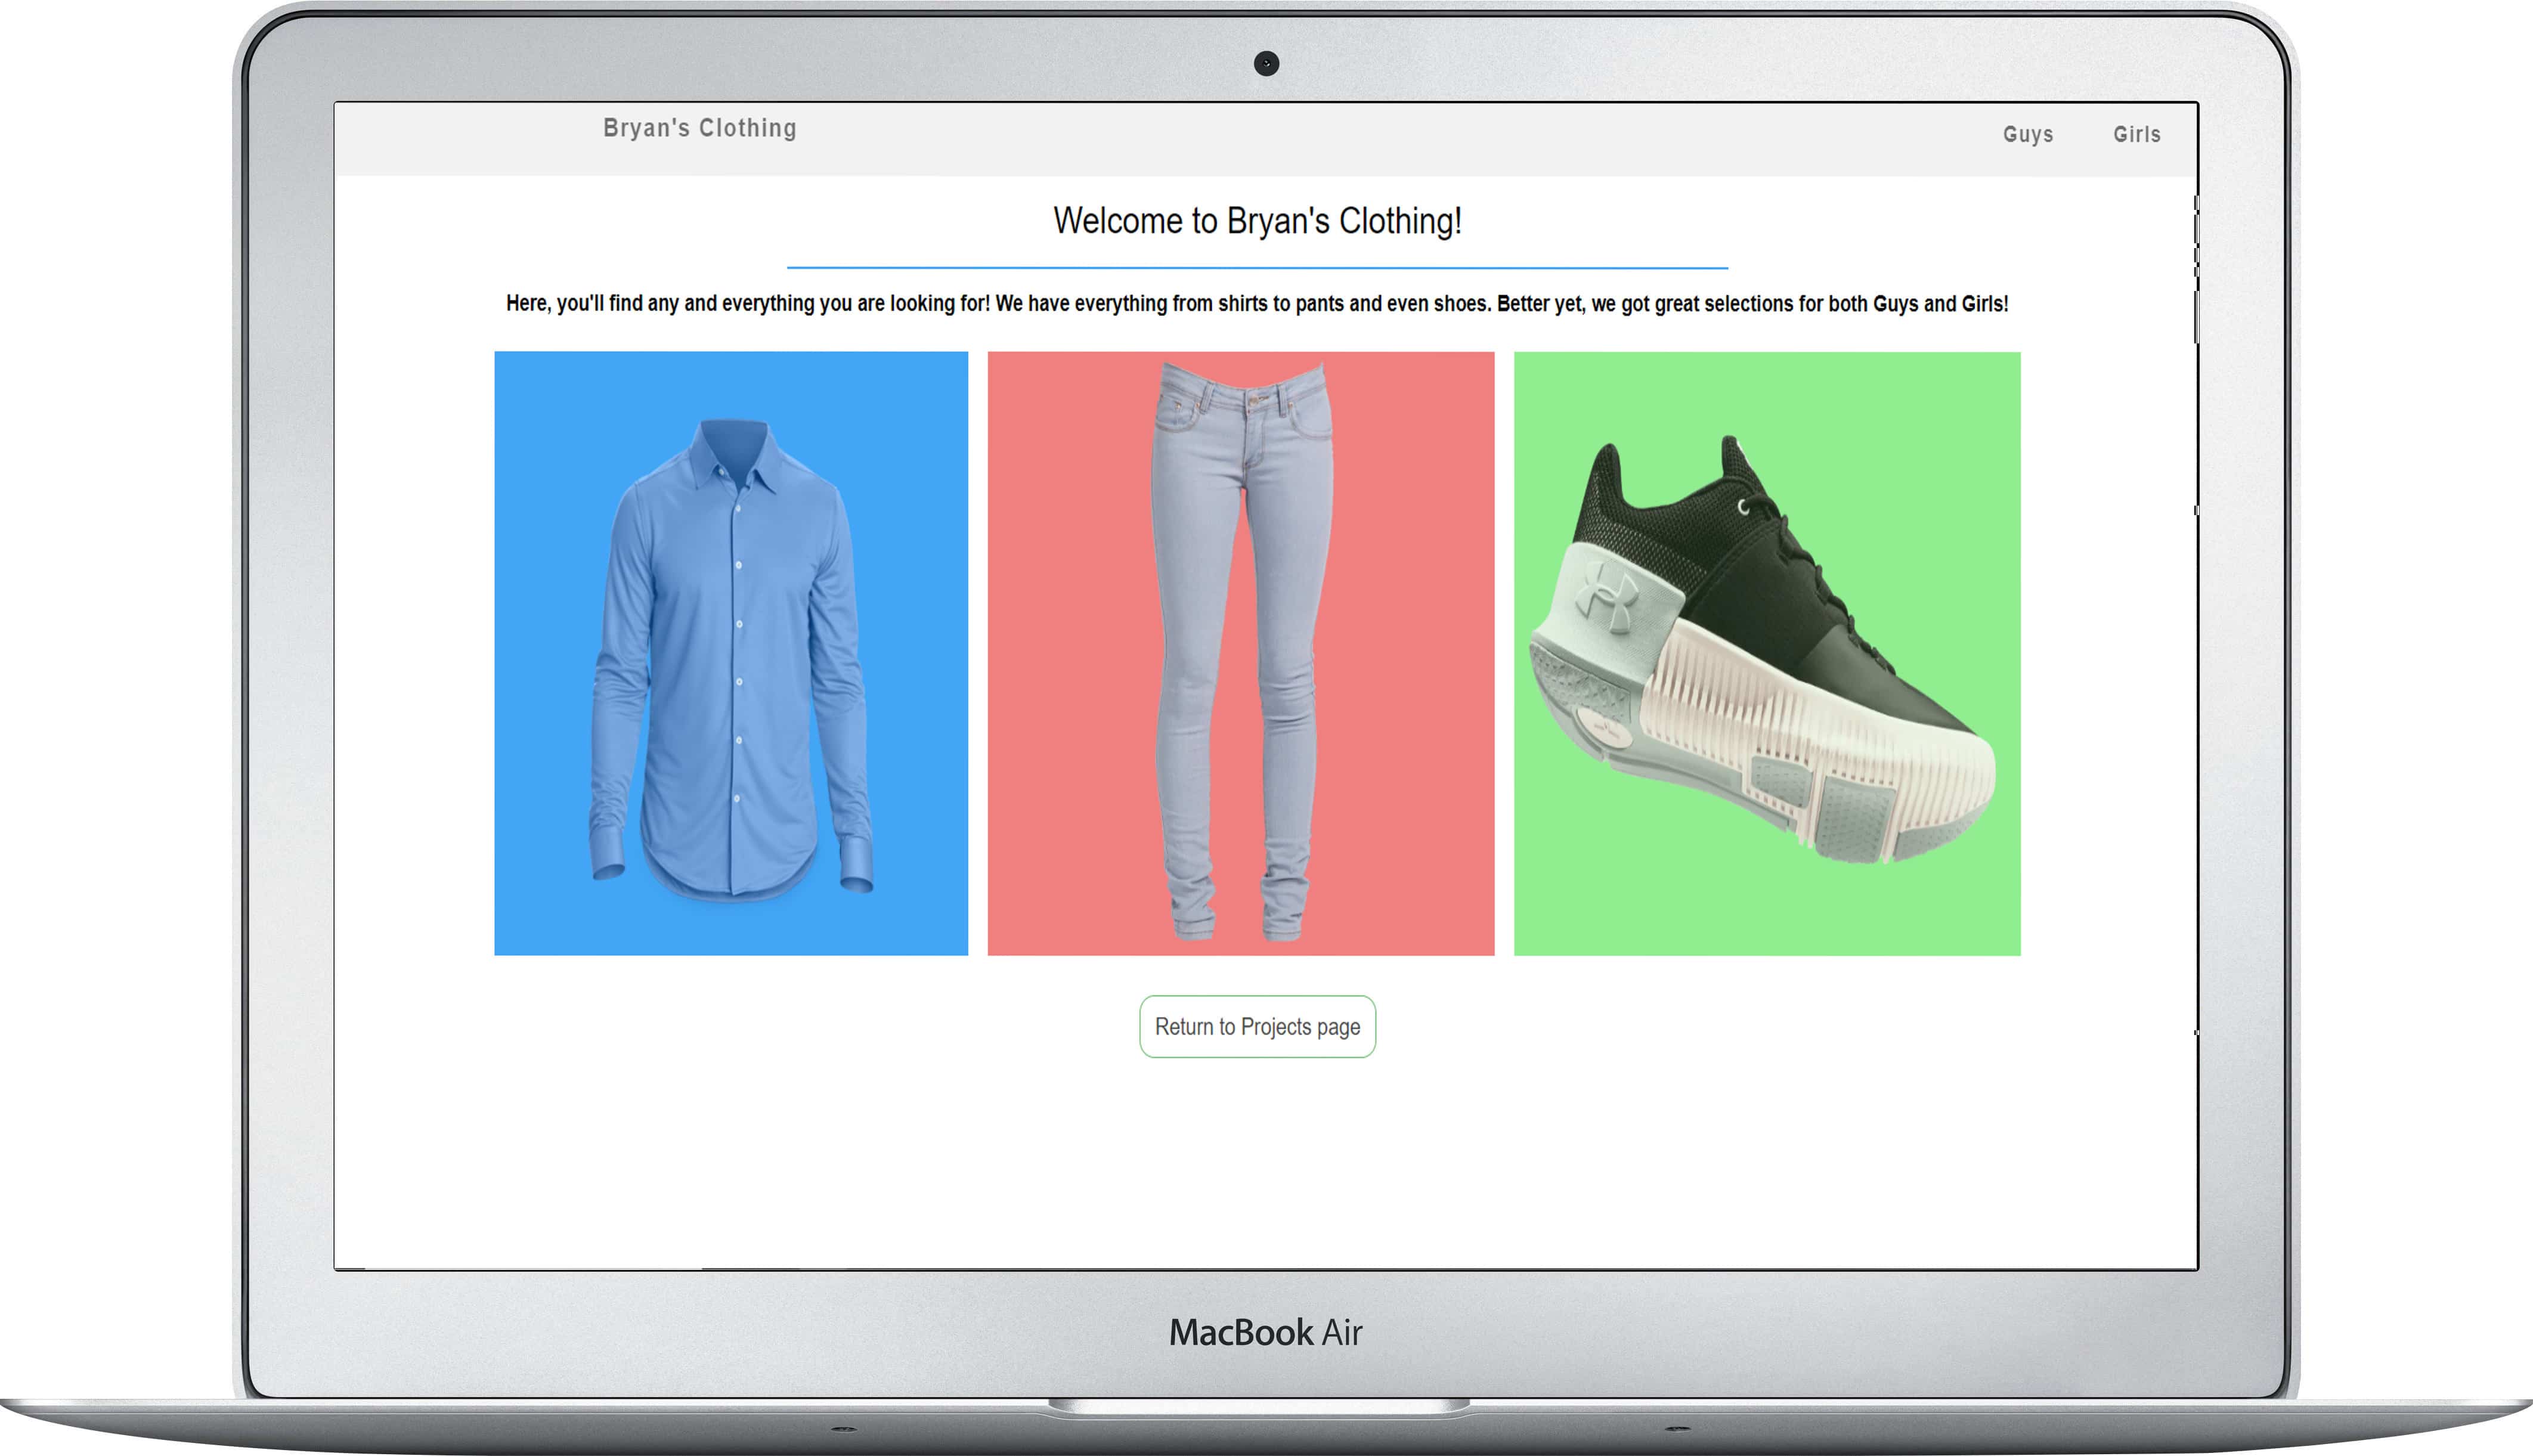 Bryan's Clothing
Guys
Girls
Welcome to Bryan's Clothing!
Here, you'll find any and everything you are looking for! We have everything from shirts to pants and even shoes. Better yet, we got great selections for both Guys and Girls!
Return to Projects page
MacBook Air